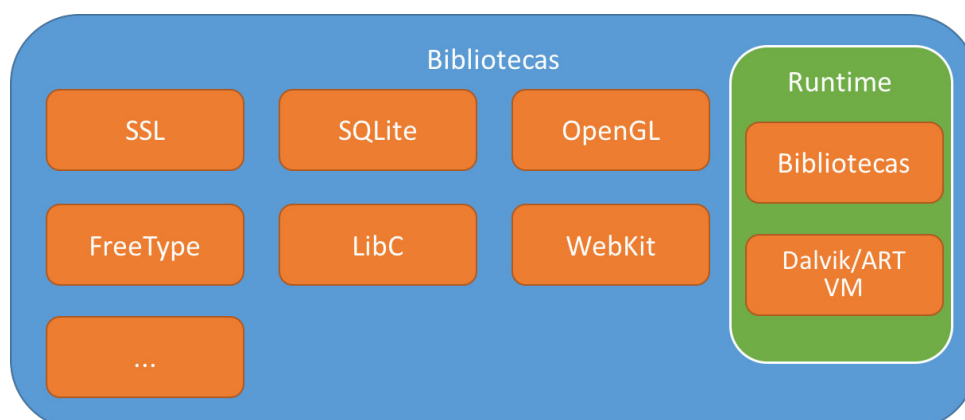 Bibliotecas
SSL
SQLite
OpenGL
FreeType
LibC
WebKit
...
Runtime
Bibliotecas
Dalvik/ART
VM